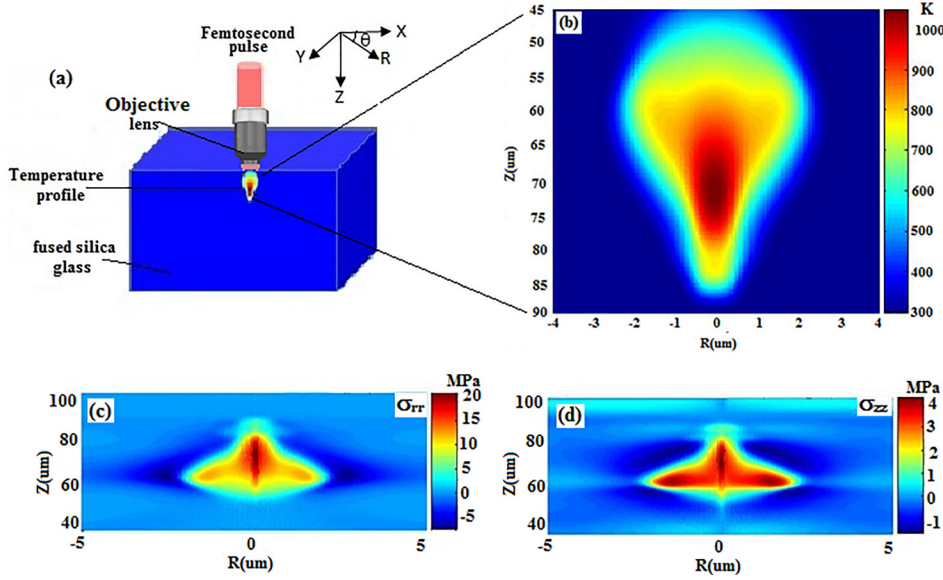 (a)
Femtosecond
pulse
X
θ
Y
R
Z
Objective
lens
Temperature
profile
fused silica
glass
(b)
K
45
50
55
60
65
70
75
80
85
90
Z(um)
-4
-3
-2
-1
0
1
2
3
4
R(um)
1000
900
800
700
600
500
400
300
(c)
σrr
MPa
100
80
60
40
Z(um)
-5
0
5
R(um)
20
15
10
5
0
-5
(d)
σzz
MPa
100
80
60
40
Z(um)
-5
0
5
R(um)
4
3
2
1
0
-1